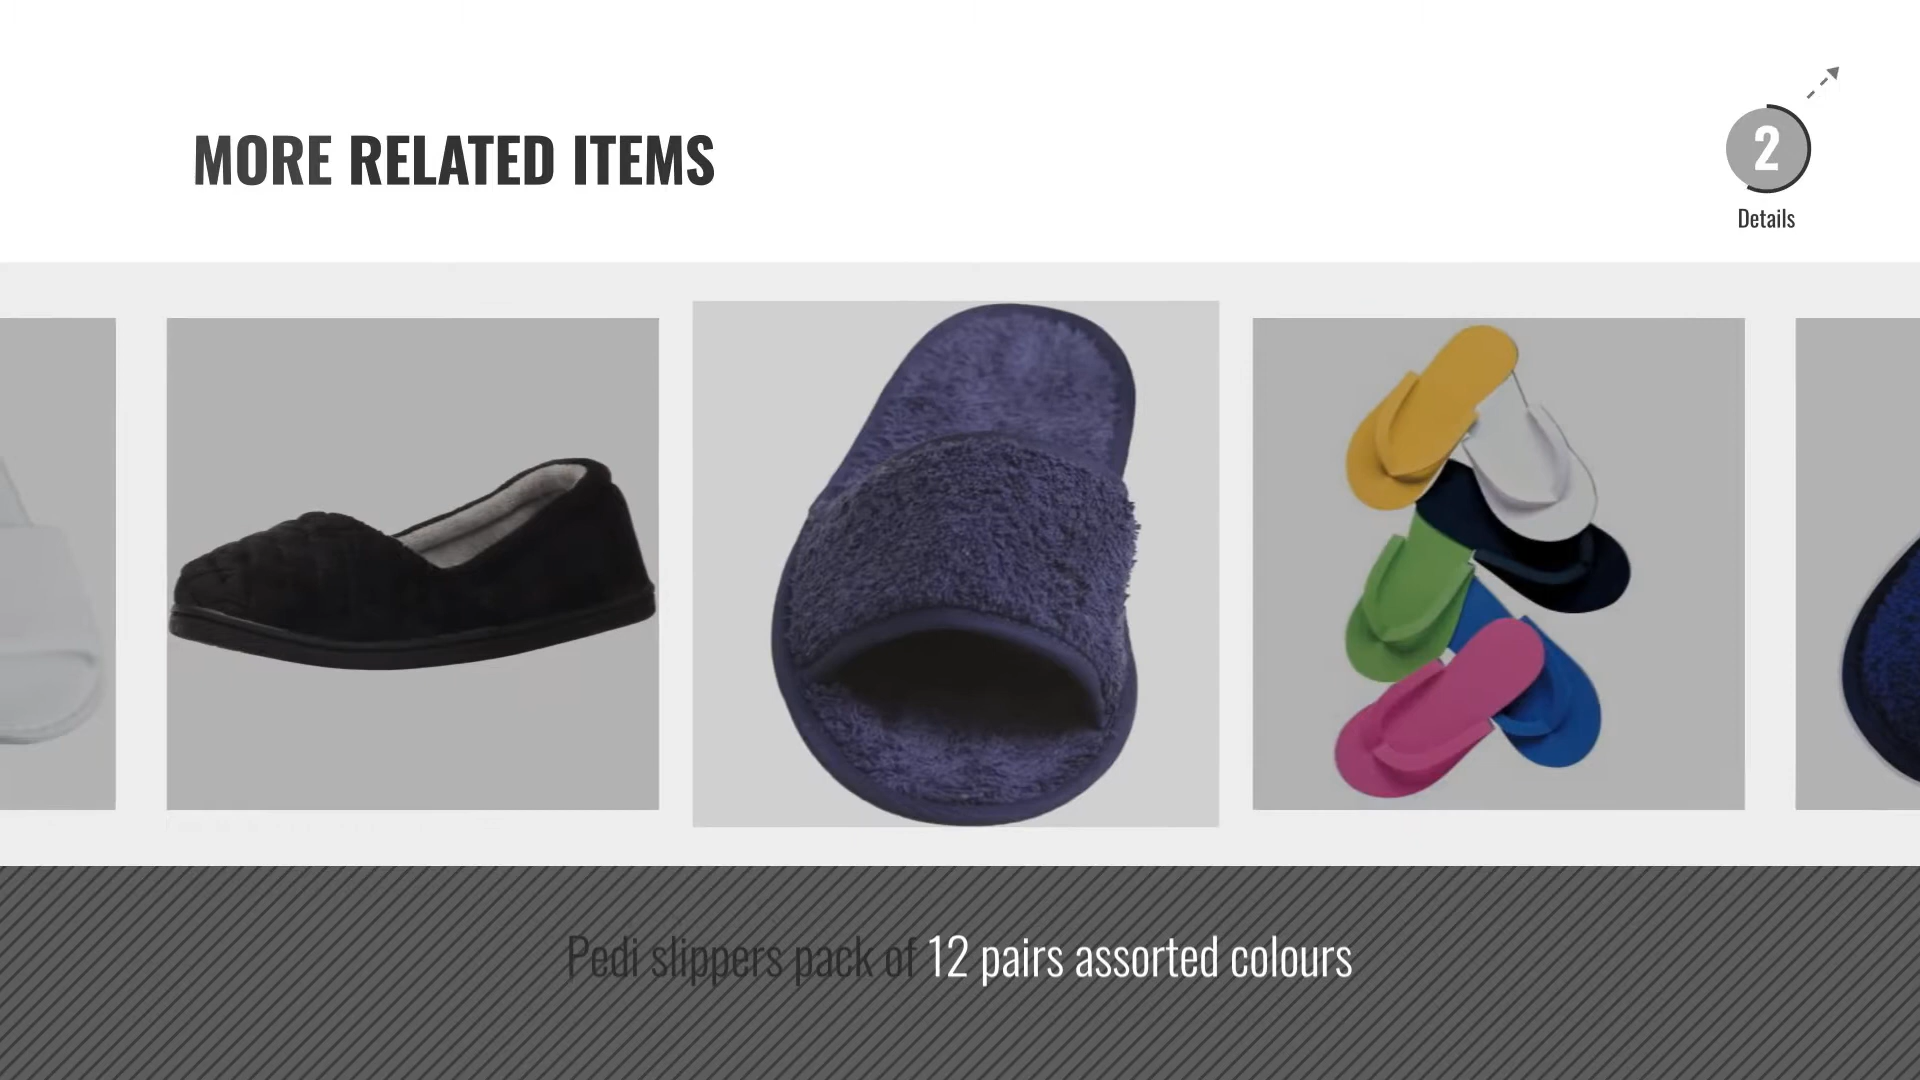 MORE RELATED ITEMS
2
Details
Pedi slippers pack of 12 pairs assorted colours